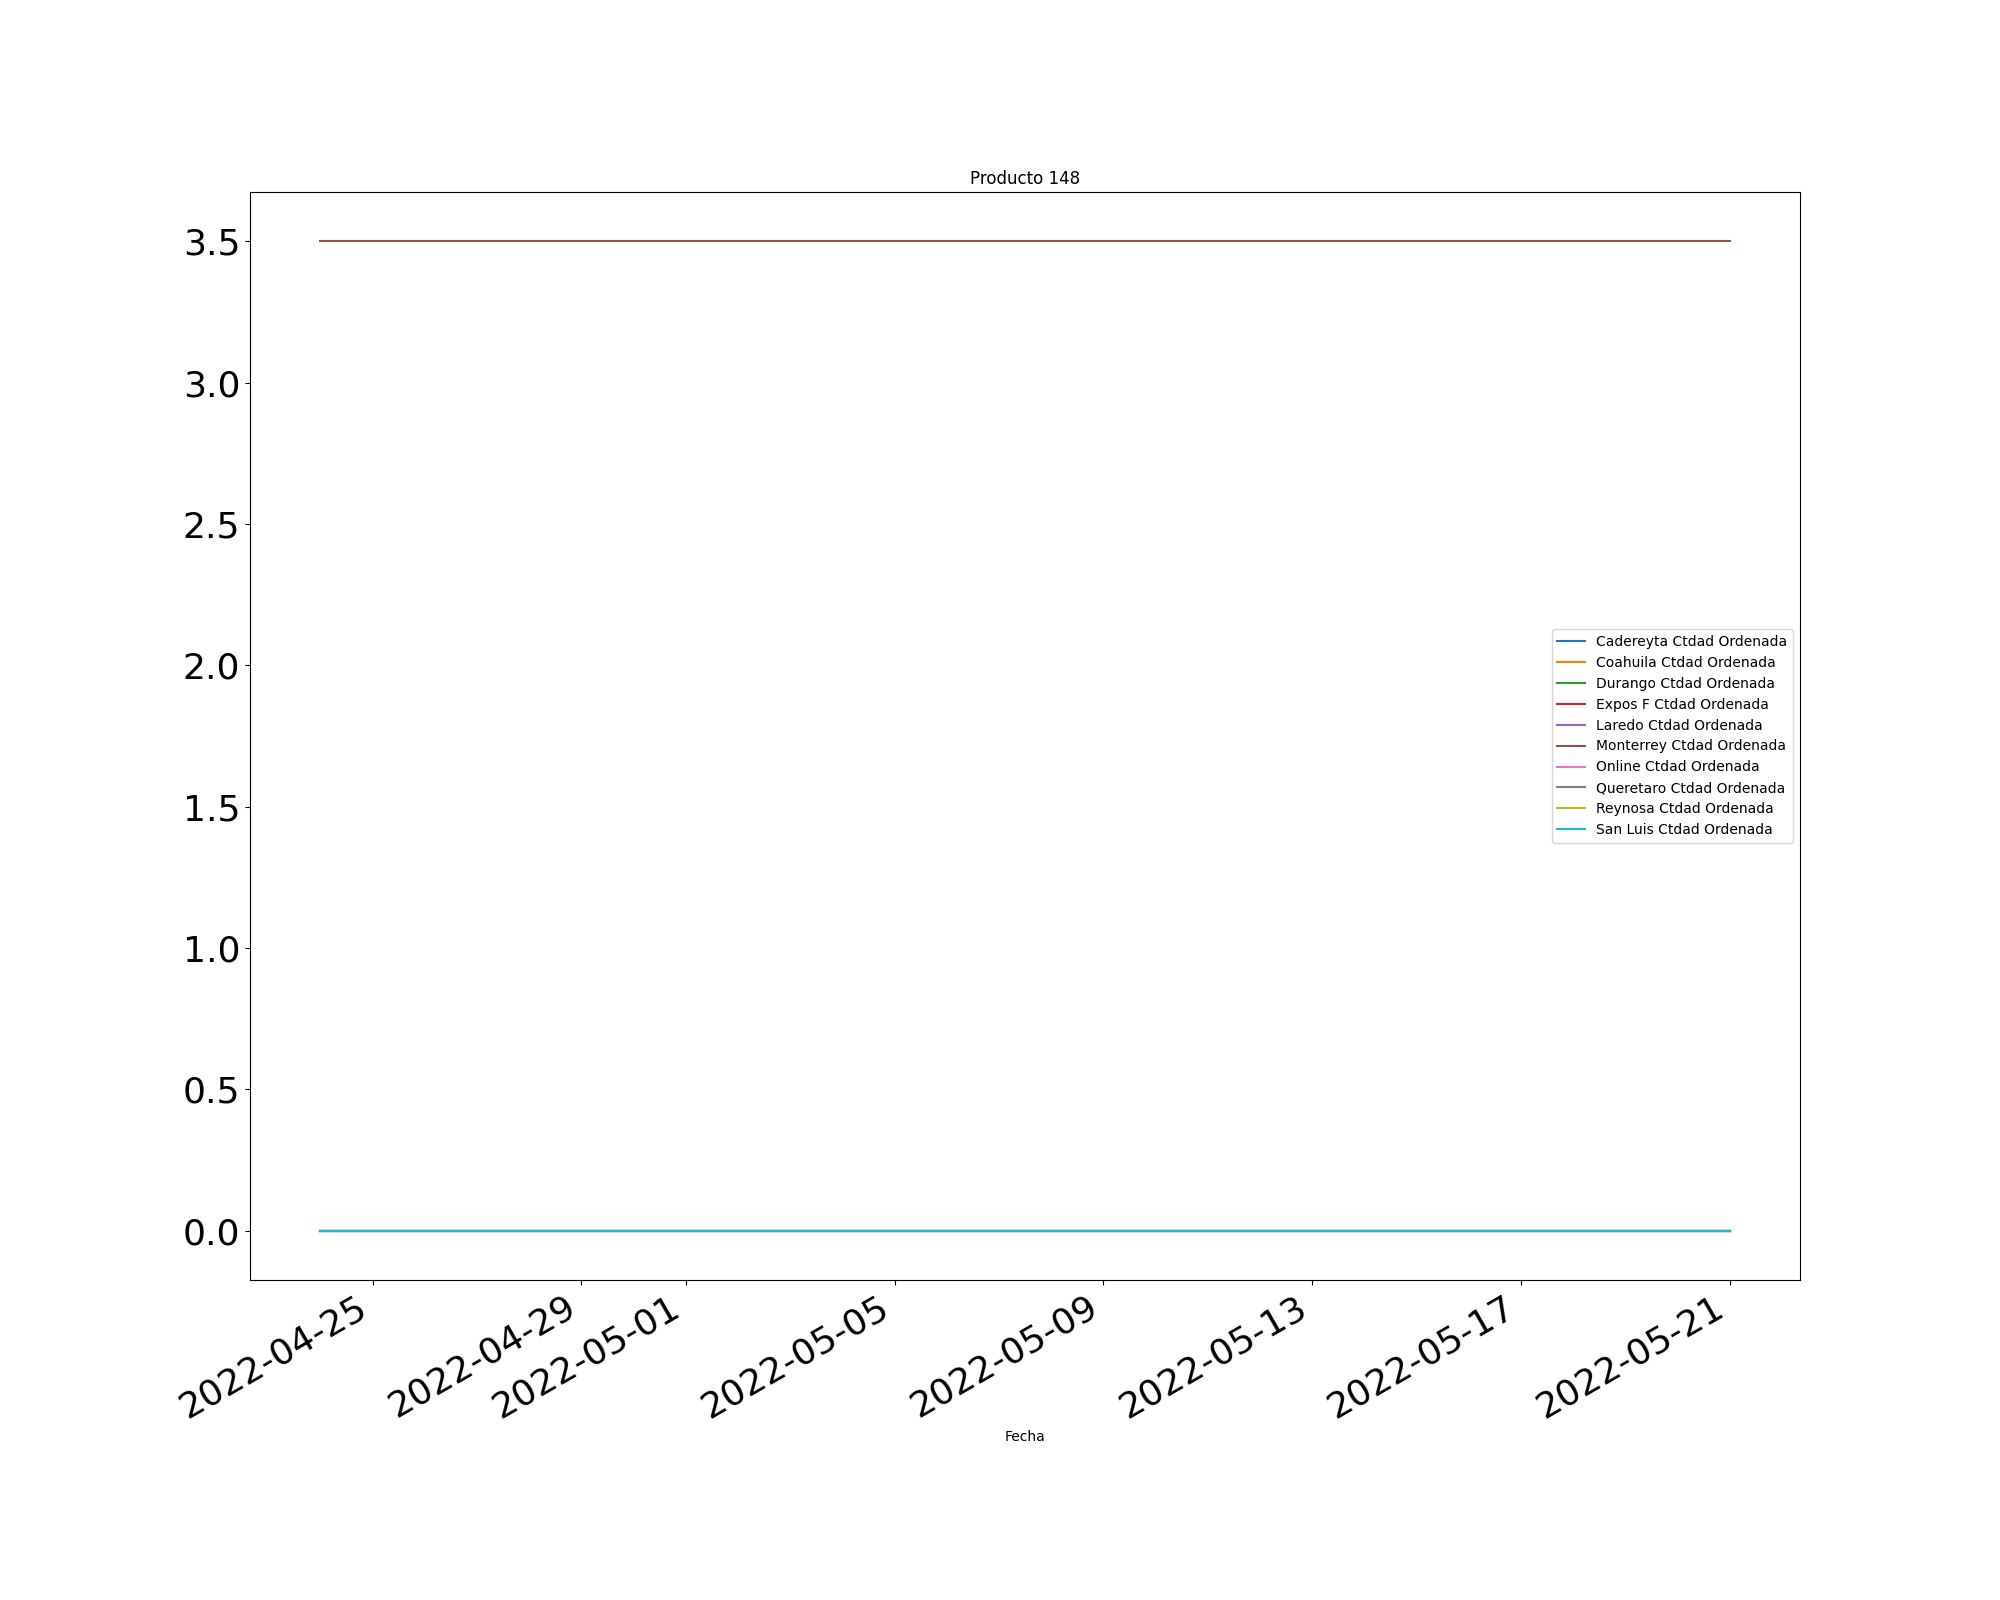 Producto 148
3.5
3.0
2.5
2.0
1.5
1.0
0.5
0.0
Cadereyta Ctdad Ordenada
Coahuila Ctdad Ordenada
Durango Ctdad Ordenada
Expos F Ctdad Ordenada
Laredo Ctdad Ordenada
Monterrey Ctdad Ordenada
Online Ctdad Ordenada
Queretaro Ctdad Ordenada
Reynosa Ctdad Ordenada
San Luis Ctdad Ordenada
2022-04-25
2022-04-29
2022-05-01
2022-05-05
2022-05-09
2022-05-13
2022-05-17
2022-05-21
Fecha